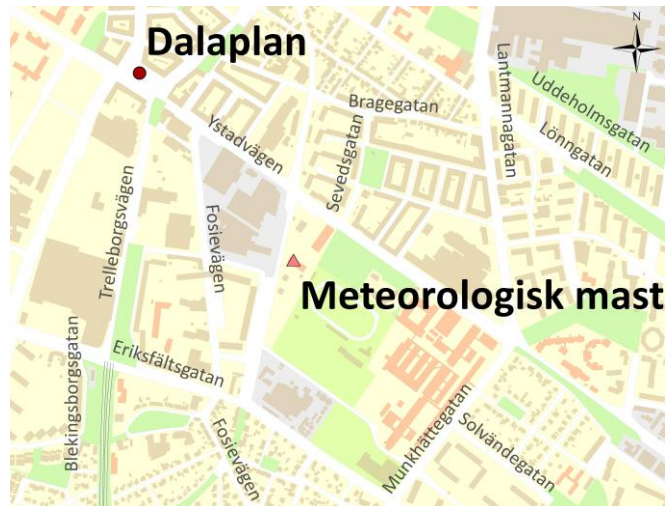 N
Dalaplan
Uddeholmsgatan
Bragegatan
Lantmannagatan
Lönngatan
Ystadvägen
Sevedsgatan
Trelleborgsvägen
Fosievägen
Meteorologisk mast
Eriksfältsgatan
Blekingsborgsgatan
Fosievägen
Munkhättegatan
Solvändegatan